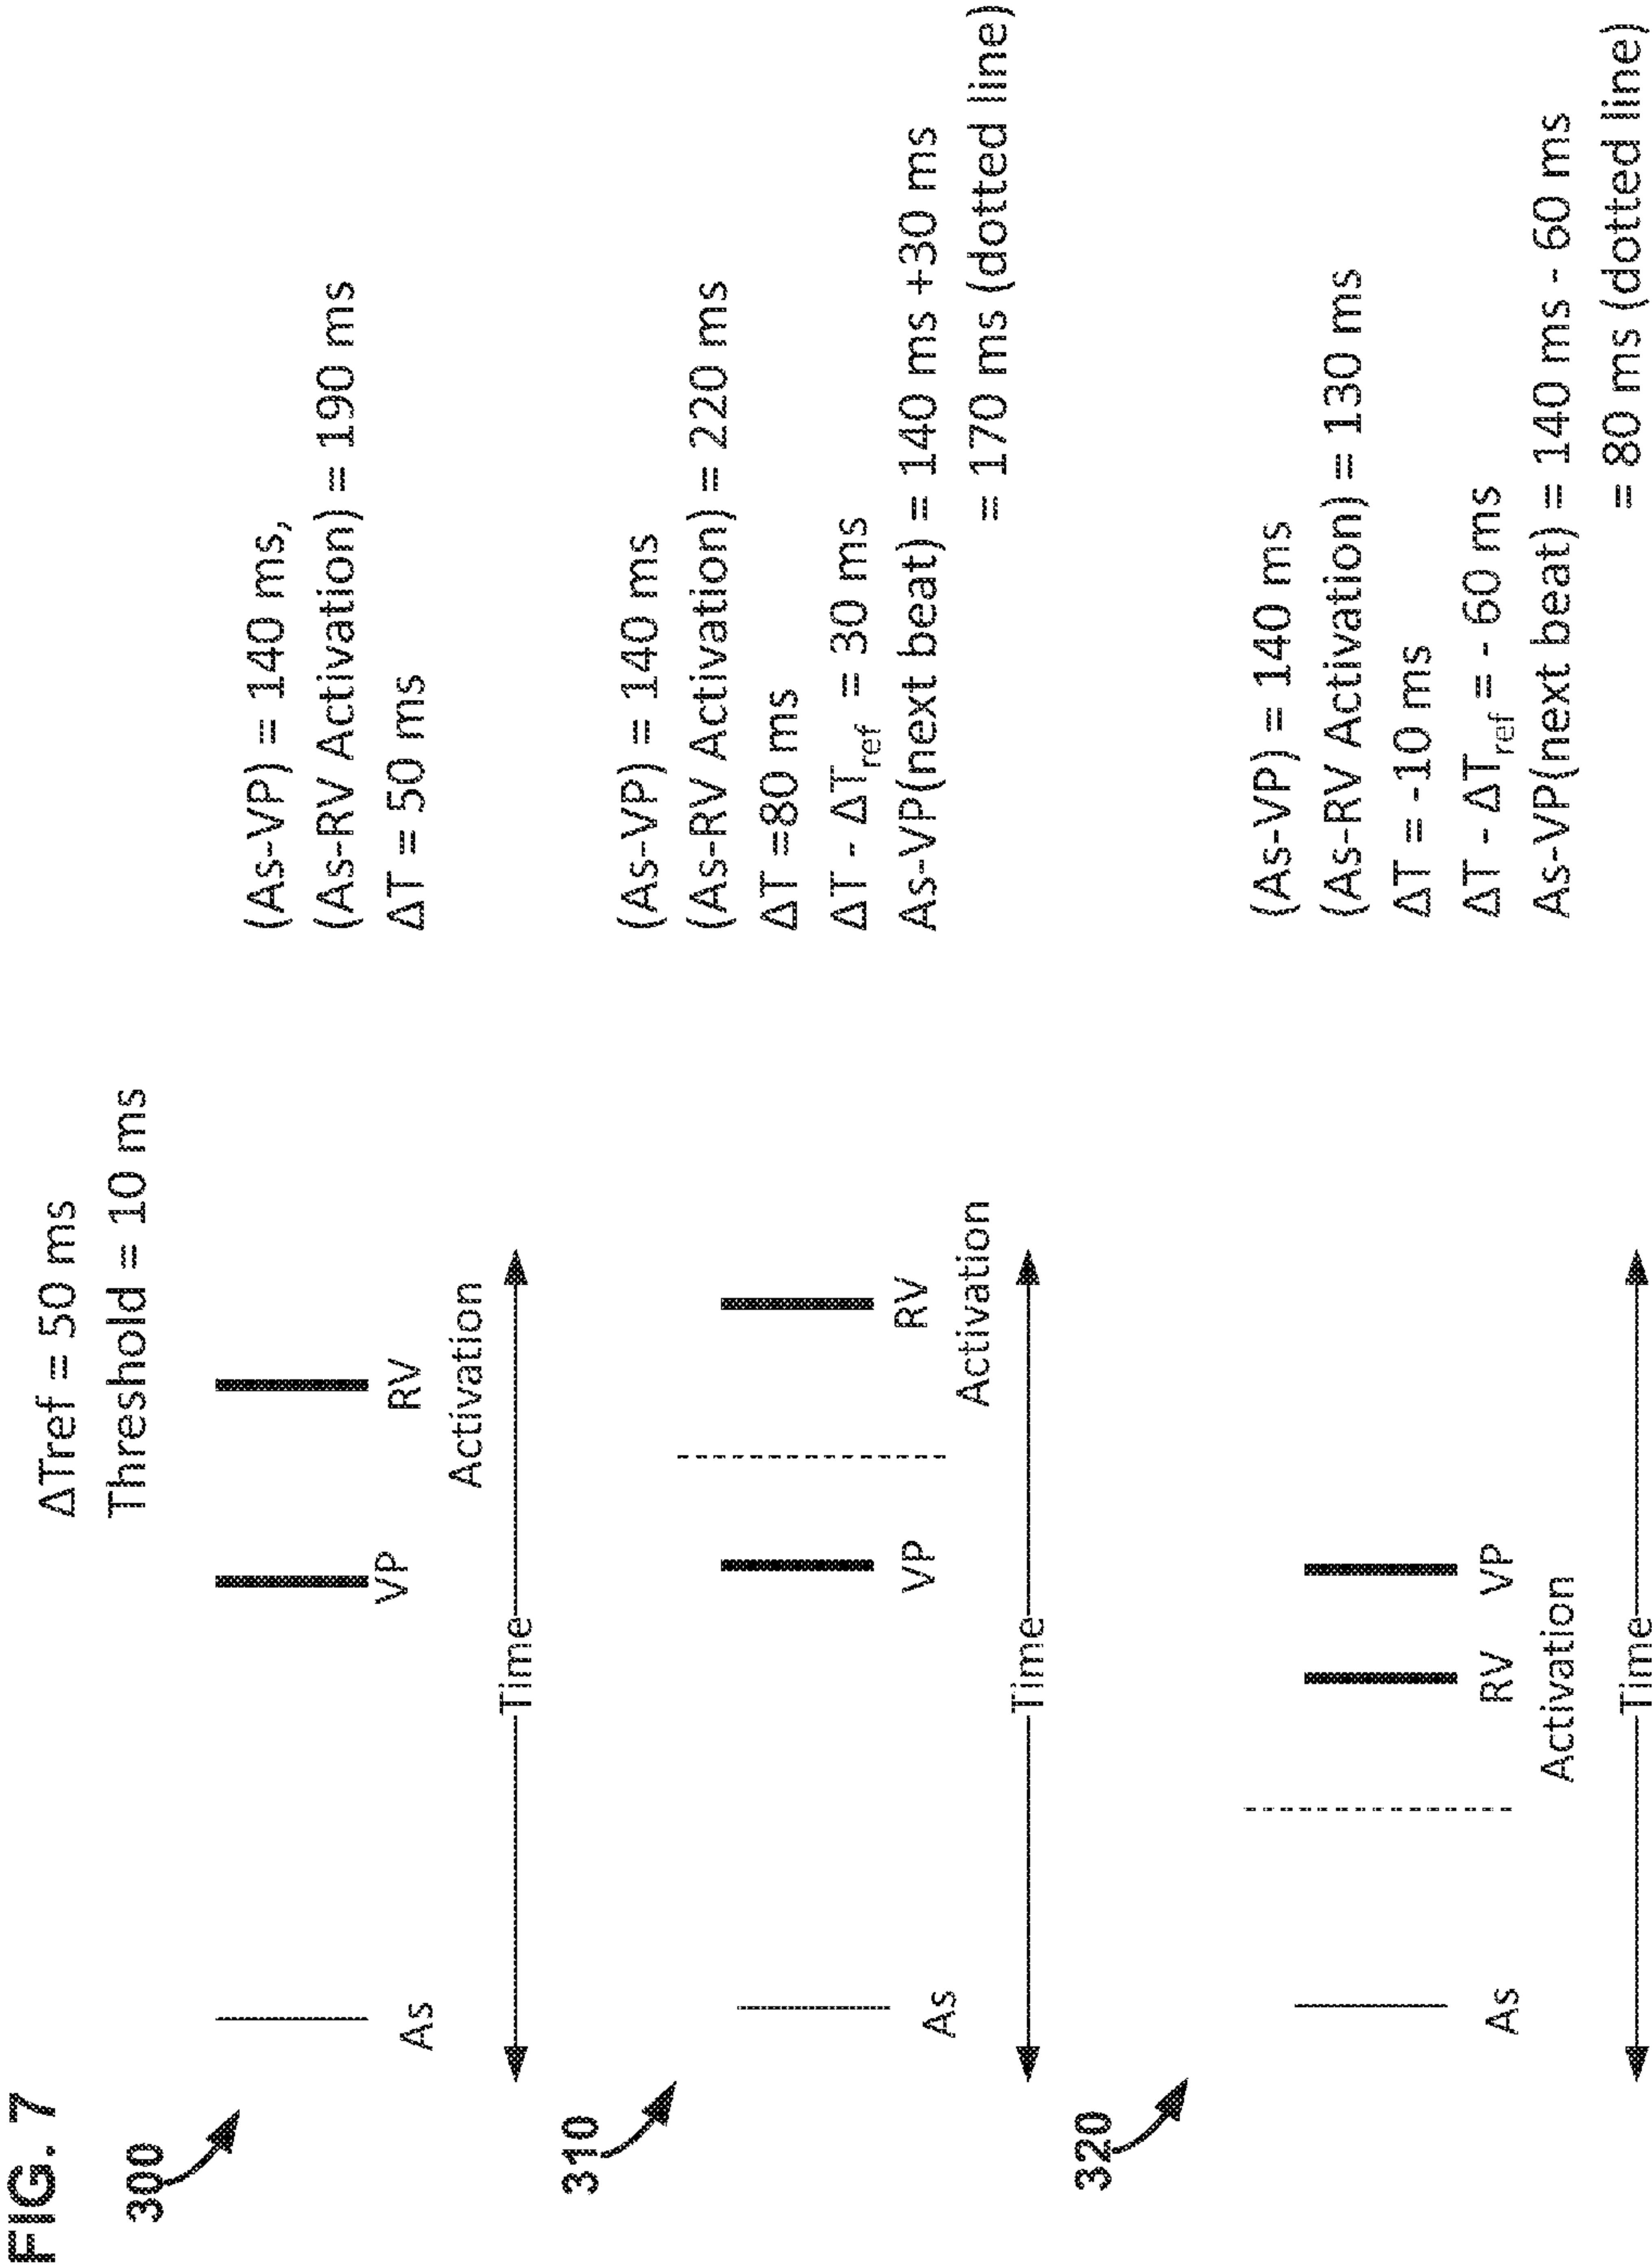 FIG. 7
ΔTref = 50 ms
Threshold = 10 ms
300
As
VP
RV
Activation
Time
(As-VP) = 140 ms,
(As-RV Activation) = 190 ms
ΔT = 50 ms
310
As
VP
RV
Activation
Time
(As-VP) = 140 ms
(As-RV Activation) = 220 ms
ΔT =80 ms
ΔT - ΔTref = 30 ms
As-VP(next beat) = 140 ms +30 ms
= 170 ms (dotted line)
320
As
RV VP
Activation
Time
(As-VP) = 140 ms
(As-RV Activation) = 130 ms
ΔT = -10 ms
ΔT - ΔTref = - 60 ms
As-VP(next beat) = 140 ms - 60 ms
= 80 ms (dotted line)